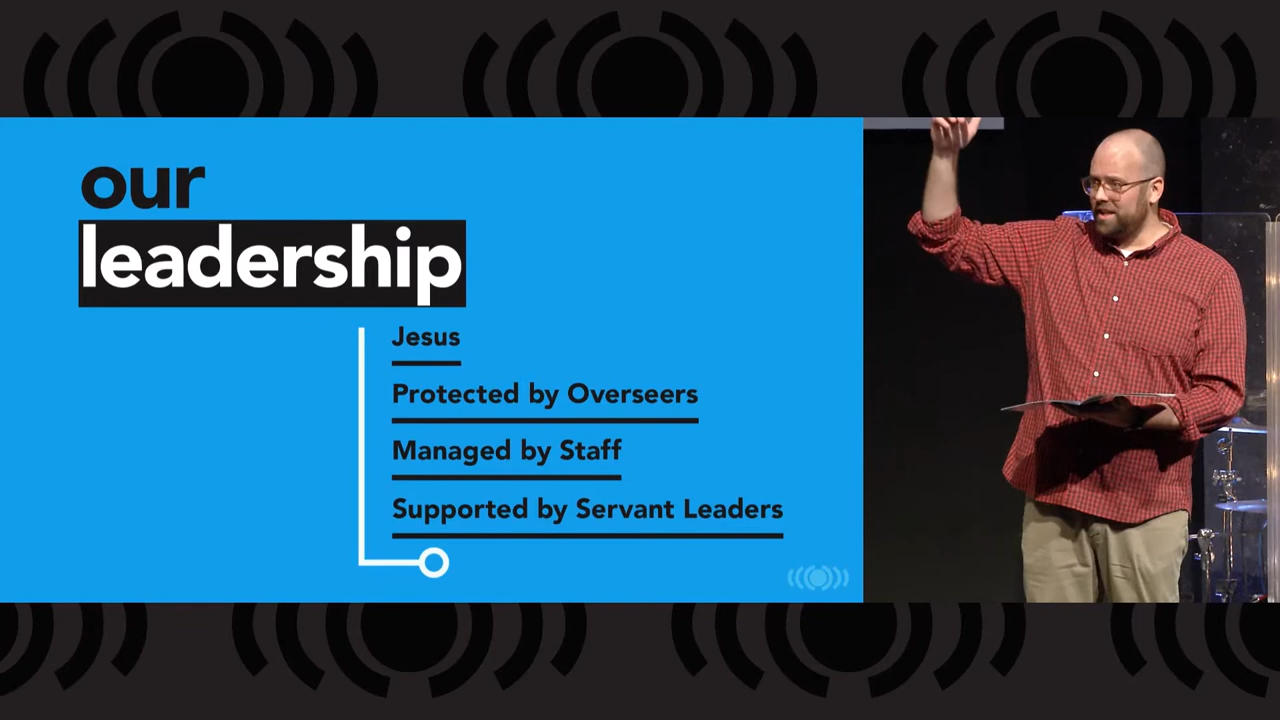 our
leadership
Jesus
Protected by Overseers
Managed by Staff
Supported by Servant Leaders